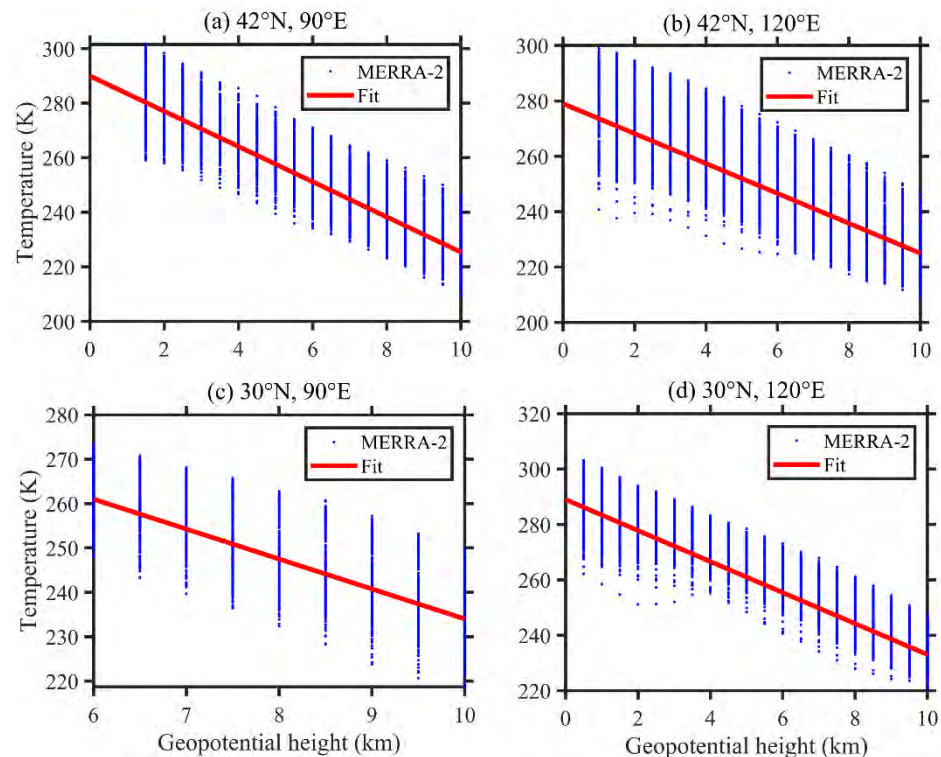 (a) 42°N, 90°E
(b) 42°N, 120°E
300
280
260
240
220
200
Temperature (K)
MERRA-2
Fit
0 2 4 6 8 10
300
280
260
240
220
200
MERRA-2
Fit
0 2 4 6 8 10
(c) 30°N, 90°E
(d) 30°N, 120°E
280
270
260
250
240
230
220
Temperature (K)
MERRA-2
Fit
6 7 8 9 10
Geopotential height (km)
320
300
280
260
240
220
MERRA-2
Fit
0 2 4 6 8 10
Geopotential height (km)